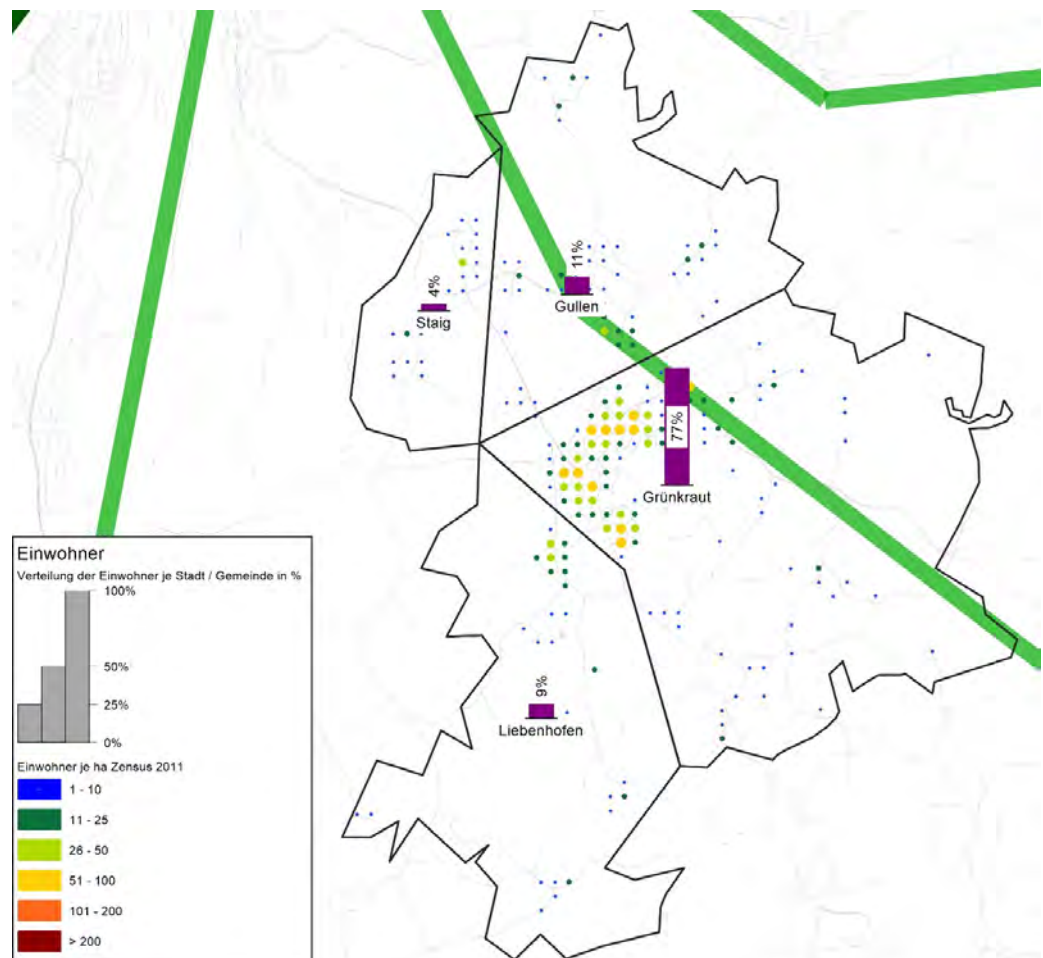 11%
Gullen
4%
Staig
77%
Grünkraut
9%
Liebenhofen
Einwohner
Verteilung der Einwohner je Stadt / Gemeinde in %
100%
50%
25%
0%
Einwohner je ha Zensus 2011
1 - 10
11 - 25
26 - 50
51 - 100
101 - 200
> 200